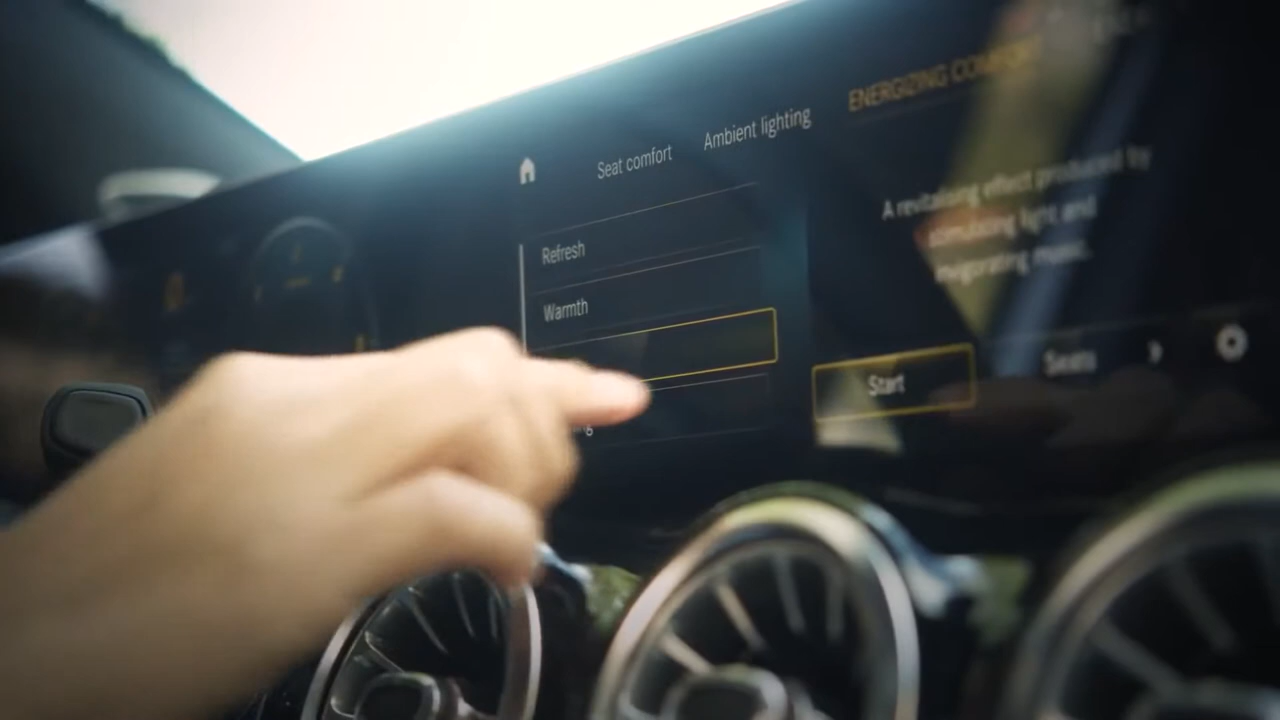 Seat comfort
Ambient lighting
ENERGIZING COMFORT
Refresh
Warmth
A revitalising effect produced by
stimulating light and
invigorating music.
Start
Seats